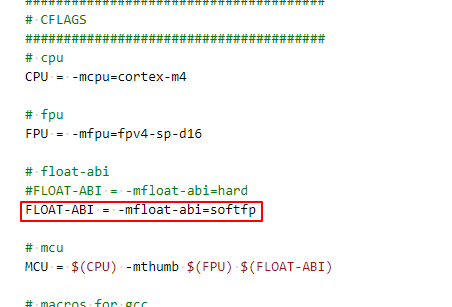 #######################################
# CFLAGS
#######################################
# cpu
CPU = -mcpu=cortex-m4
# fpu
FPU = -mfpu=fpv4-sp-d16
# float-abi
#FLOAT-ABI = -mfloat-abi=hard
FLOAT-ABI = -mfloat-abi=softfp
# mcu
MCU = $(CPU) -mthumb $(FPU) $(FLOAT-ABI)
# macros for gcc